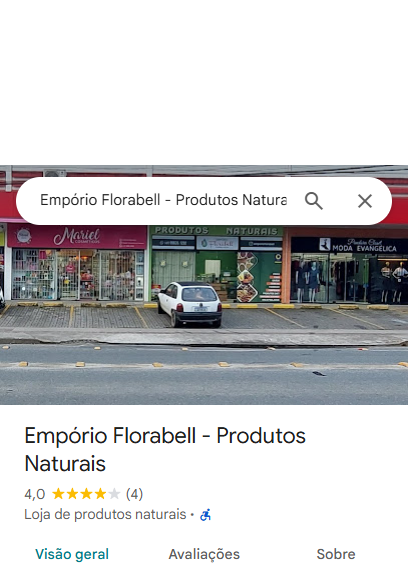 Empório Florabell - Produtos Natura
Mariel
PRODUTOS NATURAIS
MODA EVANGÉLICA
Empório Florabell - Produtos
Naturais
4,0 (4)
Loja de produtos naturais ·
Visão geral
Avaliações
Sobre